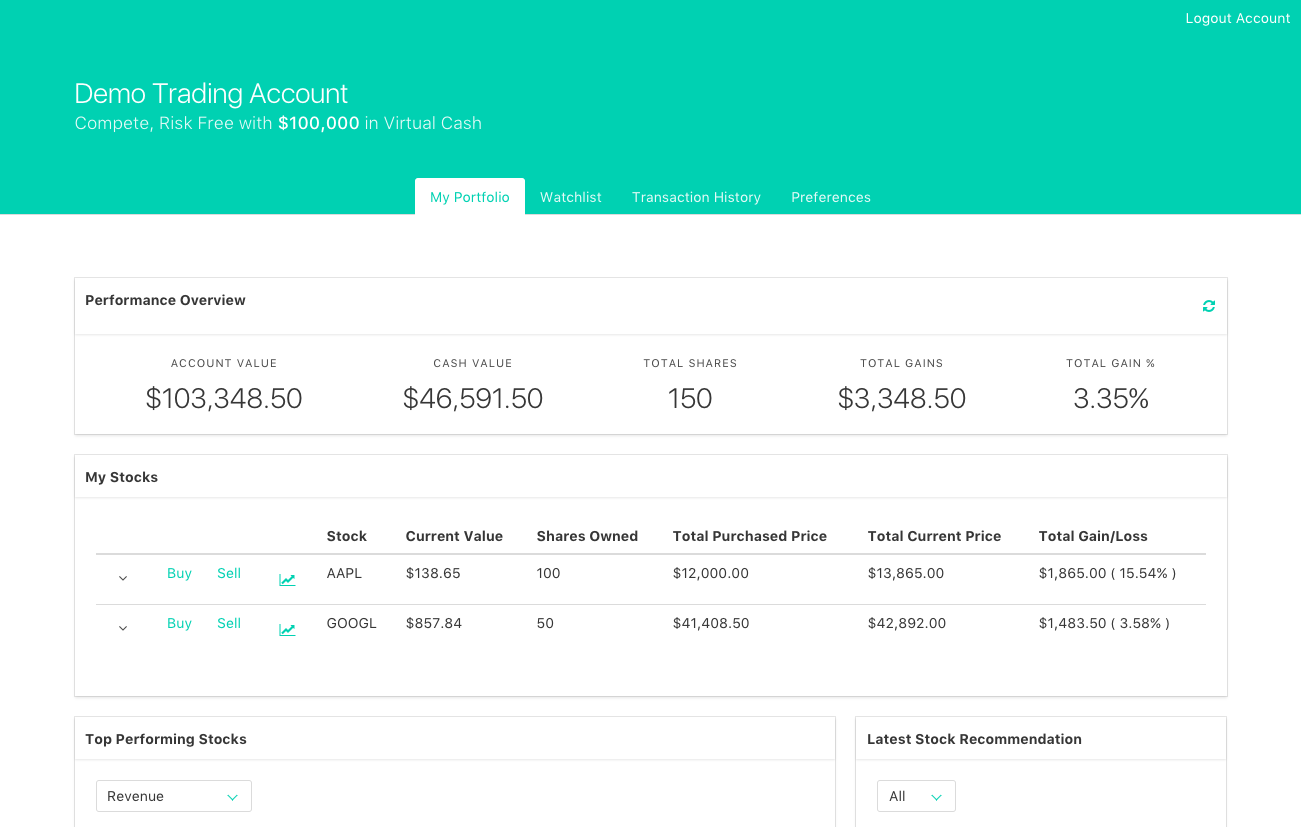 Logout Account
Demo Trading Account
Compete, Risk Free with $100,000 in Virtual Cash
My Portfolio Watchlist Transaction History Preferences
Performance Overview
ACCOUNT VALUE CASH VALUE TOTAL SHARES TOTAL GAINS TOTAL GAIN %
$103,348.50 $46,591.50 150 $3,348.50 3.35%
My Stocks
Stock Current Value Shares Owned Total Purchased Price Total Current Price Total Gain/Loss
Buy Sell AAPL $138.65 100 $12,000.00 $13,865.00 $1,865.00 ( 15.54% )
Buy Sell GOOGL $857.84 50 $41,408.50 $42,892.00 $1,483.50 ( 3.58% )
Top Performing Stocks Latest Stock Recommendation
Revenue All